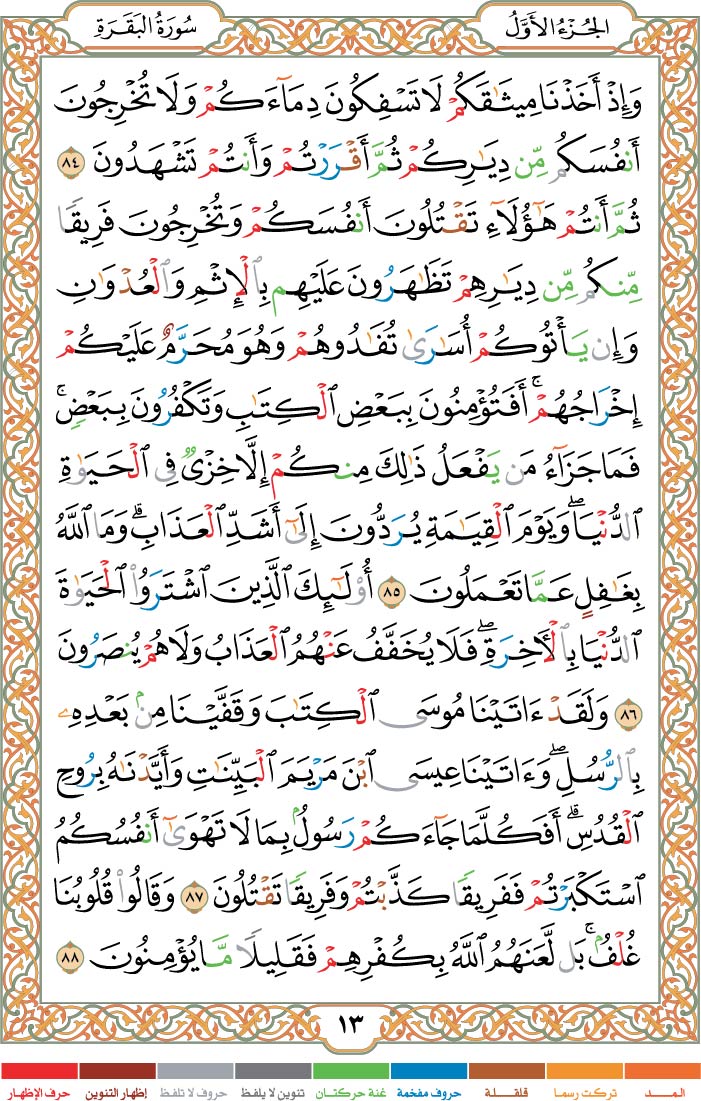 الجُزْءُ الأَوَّلُ
سُورَةُ البَقَرَةِ
وَإِذْ أَخَذْنَا مِيثَٰقَكُمْ لَا تَسْفِكُونَ دِمَآءَكُمْ وَلَا تُخْرِجُونَ
أَنفُسَكُم مِّن دِيَٰرِكُمْ ثُمَّ أَقْرَرْتُمْ وَأَنتُمْ تَشْهَدُونَ ٨٤
ثُمَّ أَنتُمْ هَٰٓؤُلَآءِ تَقْتُلُونَ أَنفُسَكُمْ وَتُخْرِجُونَ فَرِيقًا
مِّنكُم مِّن دِيَٰرِهِمْ تَظَٰهَرُونَ عَلَيْهِم بِٱلْإِثْمِ وَٱلْعُدْوَٰنِ
وَإِن يَأْتُوكُمْ أُسَٰرَىٰ تُفَٰدُوهُمْ وَهُوَ مُحَرَّمٌ عَلَيْكُمْ
إِخْرَاجُهُمْ ۚ أَفَتُؤْمِنُونَ بِبَعْضِ ٱلْكِتَٰبِ وَتَكْفُرُونَ بِبَعْضٍ ۚ
فَمَا جَزَآءُ مَن يَفْعَلُ ذَٰلِكَ مِنكُمْ إِلَّا خِزْىٌ فِى ٱلْحَيَوٰةِ
ٱلدُّنْيَا ۖ وَيَوْمَ ٱلْقِيَٰمَةِ يُرَدُّونَ إِلَىٰٓ أَشَدِّ ٱلْعَذَابِ ۗ وَمَا ٱللَّهُ
بِغَٰفِلٍ عَمَّا تَعْمَلُونَ ٨٥ أُو۟لَٰٓئِكَ ٱلَّذِينَ ٱشْتَرَوُا۟ ٱلْحَيَوٰةَ
ٱلدُّنْيَا بِٱلْـَٔاخِرَةِ ۖ فَلَا يُخَفَّفُ عَنْهُمُ ٱلْعَذَابُ وَلَا هُمْ يُنصَرُونَ
٨٦ وَلَقَدْ ءَاتَيْنَا مُوسَى ٱلْكِتَٰبَ وَقَفَّيْنَا مِنۢ بَعْدِهِۦ
بِٱلرُّسُلِ ۖ وَءَاتَيْنَا عِيسَى ٱبْنَ مَرْيَمَ ٱلْبَيِّنَٰتِ وَأَيَّدْنَٰهُ بِرُوحِ
ٱلْقُدُسِ ۗ أَفَكُلَّمَا جَآءَكُمْ رَسُولٌۢ بِمَا لَا تَهْوَىٰٓ أَنفُسُكُمُ
ٱسْتَكْبَرْتُمْ فَفَرِيقًا كَذَّبْتُمْ وَفَرِيقًا تَقْتُلُونَ ٨٧ وَقَالُوا۟ قُلُوبُنَا
غُلْفٌۢ ۚ بَل لَّعَنَهُمُ ٱللَّهُ بِكُفْرِهِمْ فَقَلِيلًا مَّا يُؤْمِنُونَ ٨٨
١٣
المــد تركت رسما قلقـلة حروف مفخمة غنة حركتان تنوين لا يلفظ حروف لا تلفظ إظهار التنوين حرف الإظهار